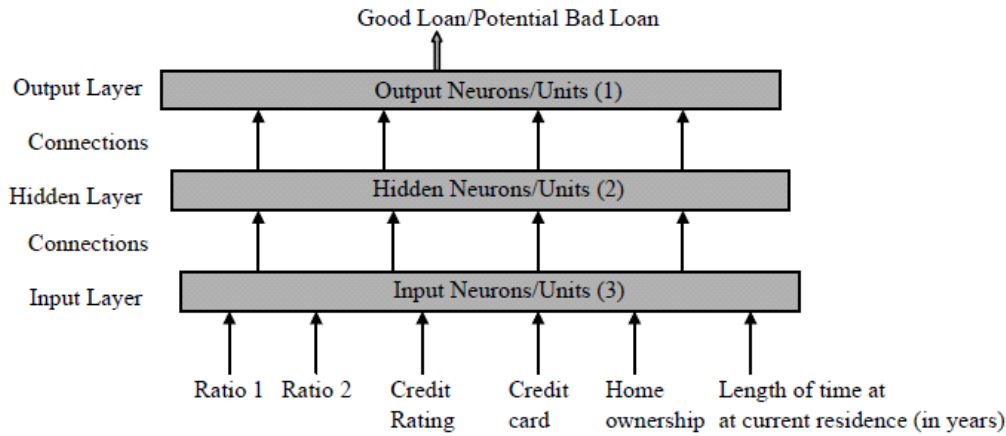 Good Loan/Potential Bad Loan
Output Layer
Output Neurons/Units (1)
Connections
Hidden Layer
Hidden Neurons/Units (2)
Connections
Input Layer
Input Neurons/Units (3)
Ratio 1
Ratio 2
Credit
Rating
Credit
card
Home
ownership
Length of time at
at current residence (in years)